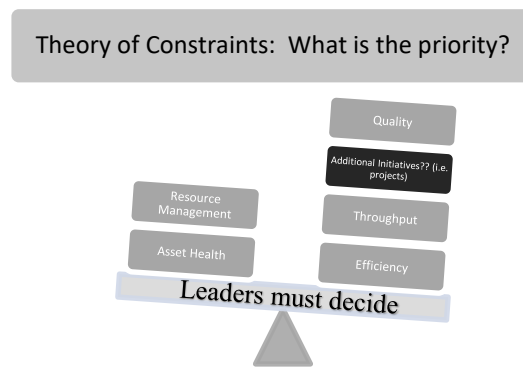 Theory of Constraints: What is the priority?
Quality
Additional Initiatives?? (i.e.
projects)
Resource
Management
Throughput
Asset Health
Efficiency
Leaders must decide